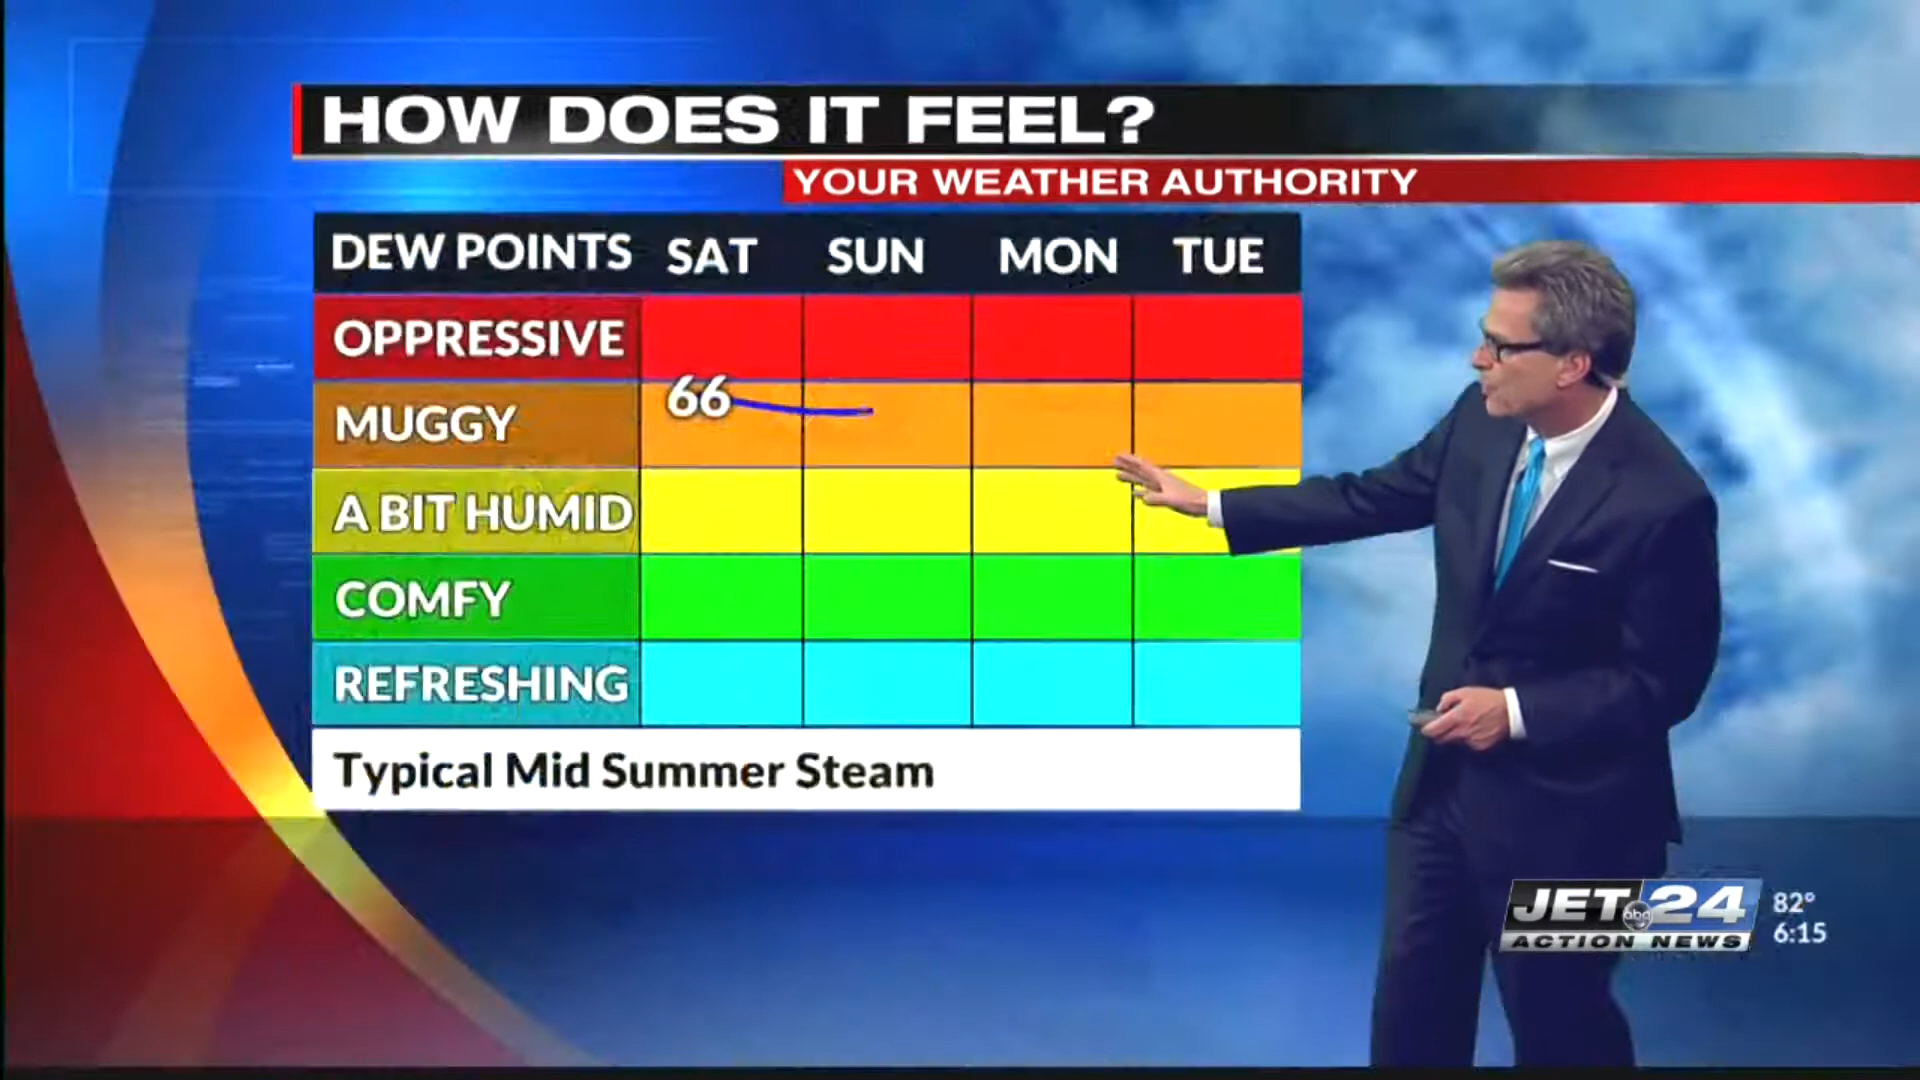 HOW DOES IT FEEL?
YOUR WEATHER AUTHORITY
DEW POINTS SAT SUN MON TUE
OPPRESSIVE
66
MUGGY
A BIT HUMID
COMFY
REFRESHING
Typical Mid Summer Steam
JET abc 24 82°
ACTION NEWS 6:15